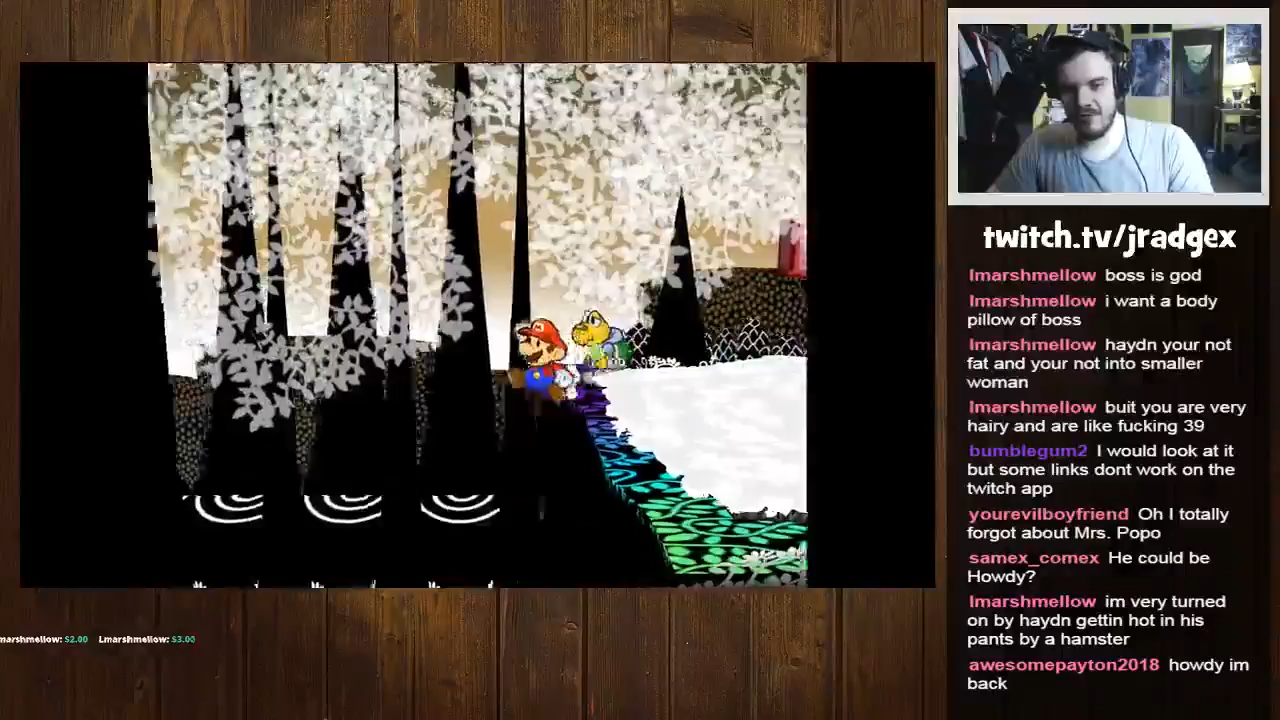 twitch.tv/jradgex
lmarshmellow boss is god
lmarshmellow i want a body
pillow of boss
lmarshmellow haydn your not
fat and your not into smaller
woman
lmarshmellow buit you are very
hairy and are like fucking 39
bumblegum2 I would look at it
but some links dont work on the
twitch app
yourevilboyfriend Oh I totally
forgot about Mrs. Popo
samex_comex He could be
Howdy?
lmarshmellow im very turned
on by haydn gettin hot in his
pants by a hamster
awesomepayton2018 howdy im
back
marshmellow: $2.00 Lmarshmellow: $3.00